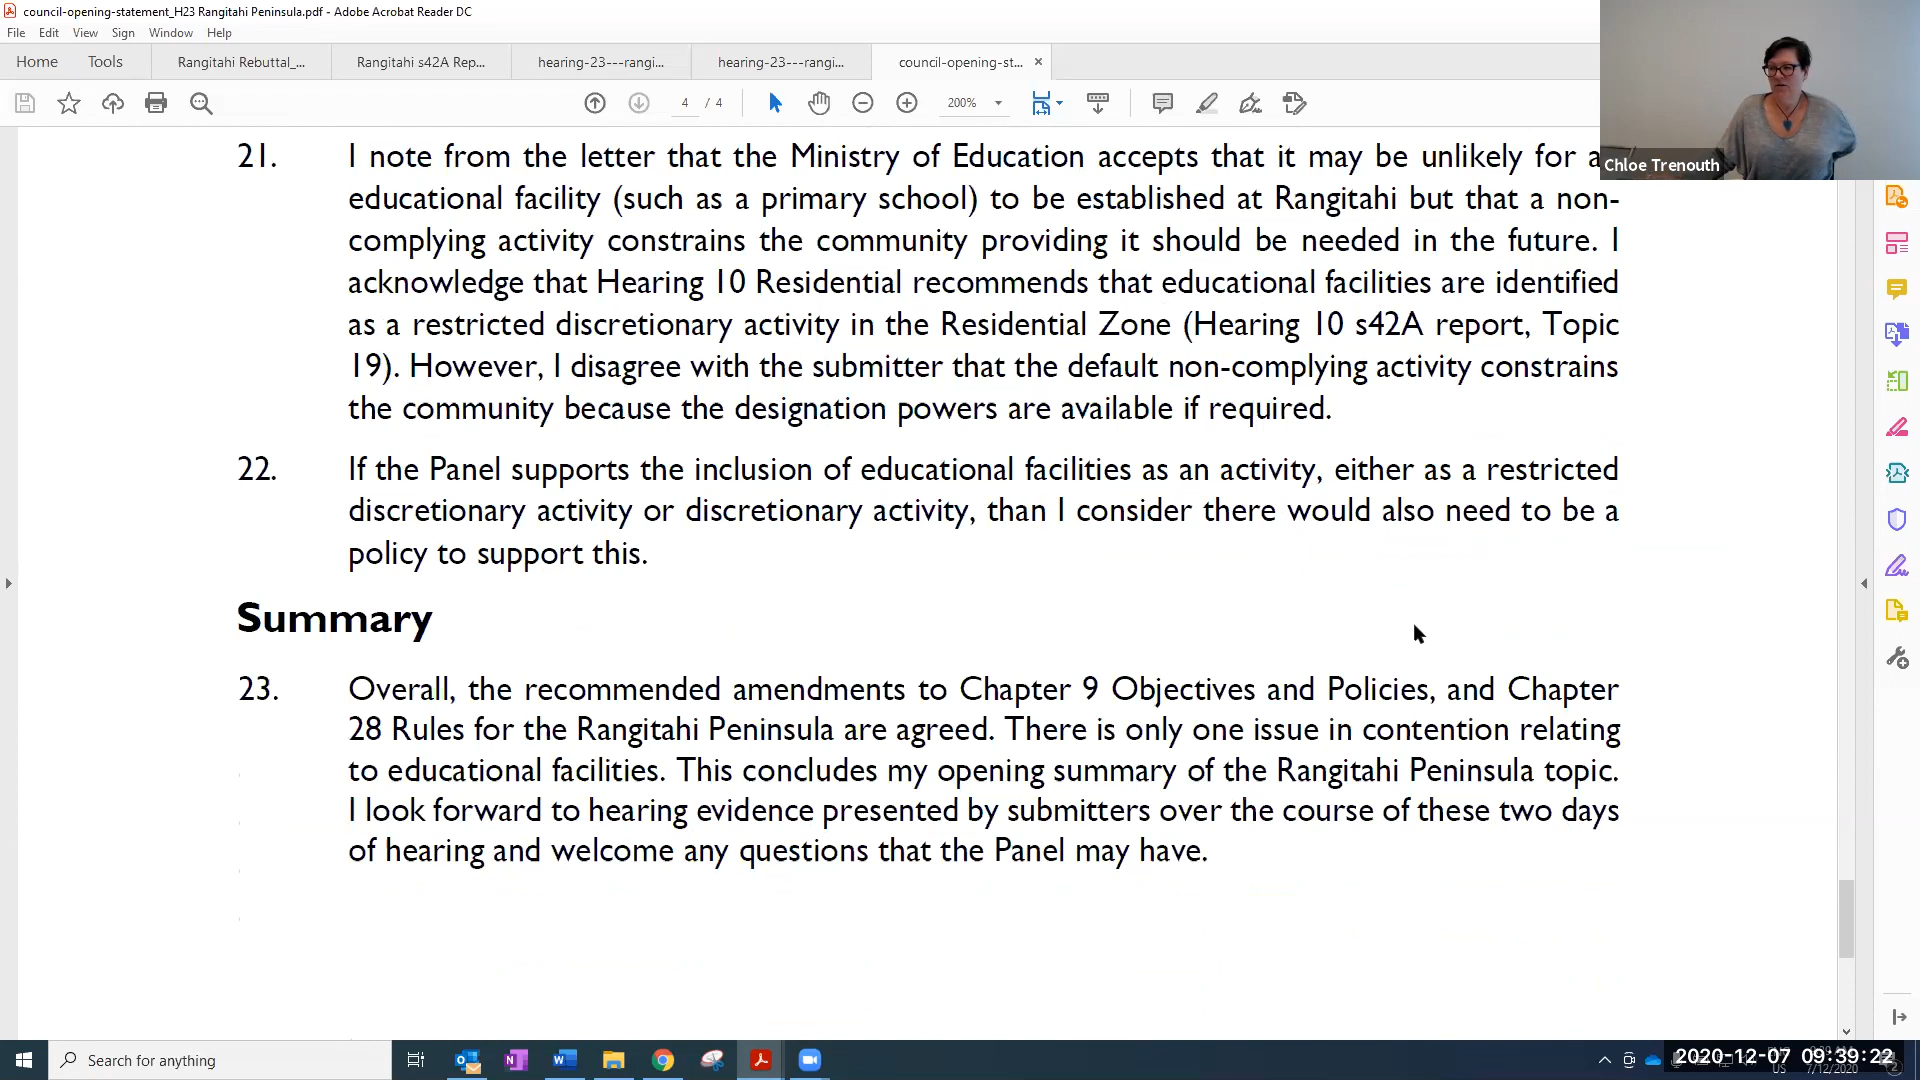 council-opening-statement_H23 Rangitahi Peninsula.pdf - Adobe Acrobat Reader DC
File Edit View Sign Window Help
Home Tools Rangitahi Rebuttal_... Rangitahi s42A Rep... hearing-23---rangi... hearing-23---rangi... council-opening-st... ×
4 / 4 200%
Chloe Trenouth
21. I note from the letter that the Ministry of Education accepts that it may be unlikely for a
educational facility (such as a primary school) to be established at Rangitahi but that a non-
complying activity constrains the community providing it should be needed in the future. I
acknowledge that Hearing 10 Residential recommends that educational facilities are identified
as a restricted discretionary activity in the Residential Zone (Hearing 10 s42A report, Topic
19). However, I disagree with the submitter that the default non-complying activity constrains
the community because the designation powers are available if required.
22. If the Panel supports the inclusion of educational facilities as an activity, either as a restricted
discretionary activity or discretionary activity, than I consider there would also need to be a
policy to support this.
Summary
23. Overall, the recommended amendments to Chapter 9 Objectives and Policies, and Chapter
28 Rules for the Rangitahi Peninsula are agreed. There is only one issue in contention relating
to educational facilities. This concludes my opening summary of the Rangitahi Peninsula topic.
I look forward to hearing evidence presented by submitters over the course of these two days
of hearing and welcome any questions that the Panel may have.
Search for anything
2020-12-07 09:39:22
US 7/12/2020